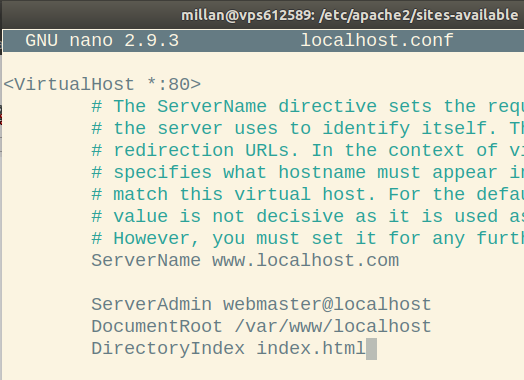 millan@vps612589: /etc/apache2/sites-available
GNU nano 2.9.3 localhost.conf
<VirtualHost *:80>
# The ServerName directive sets the requ
# the server uses to identify itself. Th
# redirection URLs. In the context of vi
# specifies what hostname must appear in
# match this virtual host. For the defau
# value is not decisive as it is used as
# However, you must set it for any furth
ServerName www.localhost.com
ServerAdmin webmaster@localhost
DocumentRoot /var/www/localhost
DirectoryIndex index.html